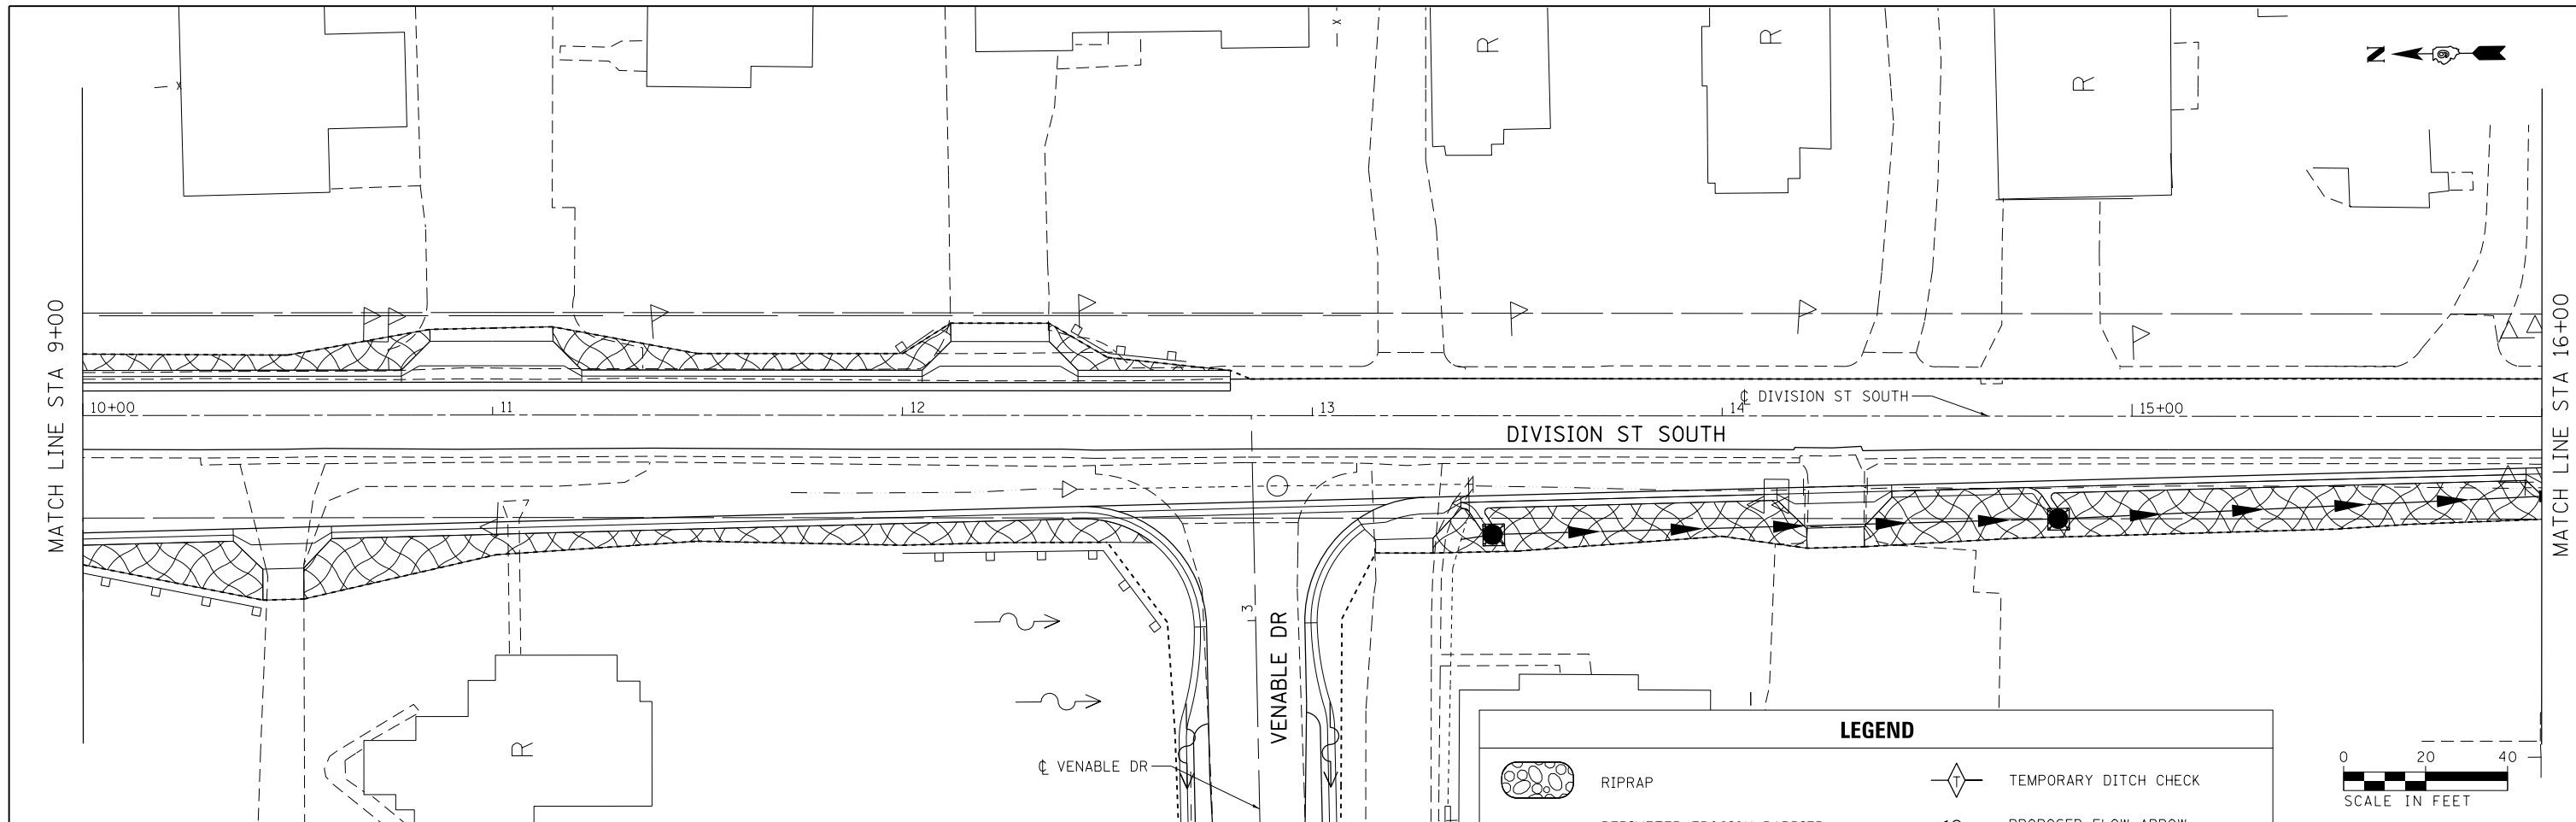 N
R
R
R
MATCH LINE STA 9+00
MATCH LINE STA 16+00
10+00
11
12
13
14
15+00
℄ DIVISION ST SOUTH
DIVISION ST SOUTH
3
VENABLE DR
℄ VENABLE DR
R
LEGEND
RIPRAP
T
TEMPORARY DITCH CHECK
0 20 40
SCALE IN FEET